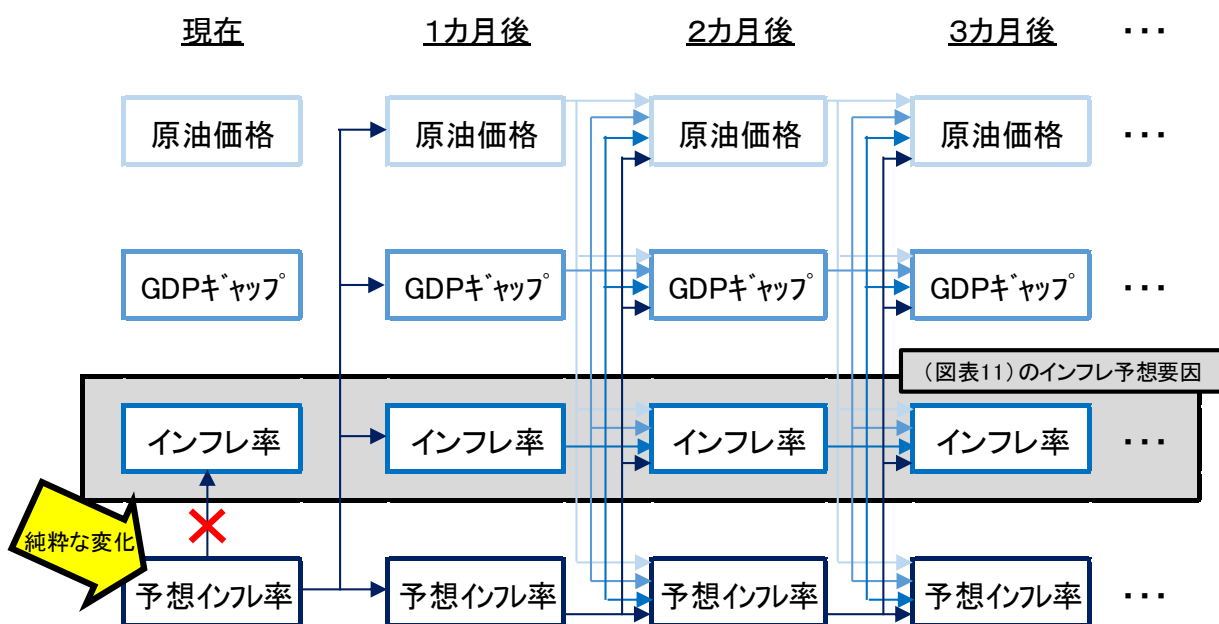 現在 1カ月後 2カ月後 3カ月後 ･･･
原油価格 原油価格 原油価格 原油価格 ･･･
GDPｷﾞｬｯﾌﾟ GDPｷﾞｬｯﾌﾟ GDPｷﾞｬｯﾌﾟ GDPｷﾞｬｯﾌﾟ ･･･
（図表11）のインフレ予想要因
インフレ率 インフレ率 インフレ率 インフレ率 ･･･
純粋な変化
予想ｲﾝﾌﾚ率 予想ｲﾝﾌﾚ率 予想ｲﾝﾌﾚ率 予想ｲﾝﾌﾚ率 ･･･